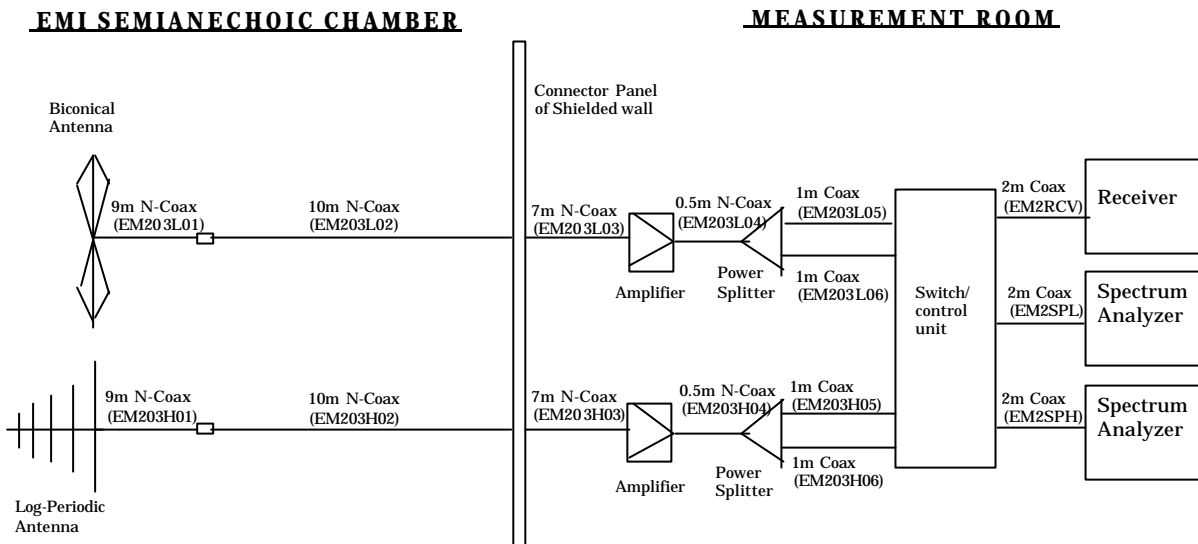 EMI SEMIANECHOIC CHAMBER
MEASUREMENT ROOM
Connector Panel
of Shielded wall
Biconical
Antenna
9m N-Coax
(EM203L01)
10m N-Coax
(EM203L02)
7m N-Coax
(EM203L03)
0.5m N-Coax
(EM203L04)
1m Coax
(EM203L05)
2m Coax
(EM2RCV)
Receiver
Amplifier
Power
Splitter
1m Coax
(EM203L06)
Switch/
control
unit
2m Coax
(EM2SPL)
Spectrum
Analyzer
9m N-Coax
(EM203H01)
10m N-Coax
(EM203H02)
7m N-Coax
(EM203H03)
0.5m N-Coax
(EM203H04)
1m Coax
(EM203H05)
2m Coax
(EM2SPH)
Spectrum
Analyzer
Amplifier
Power
Splitter
1m Coax
(EM203H06)
Log-Periodic
Antenna